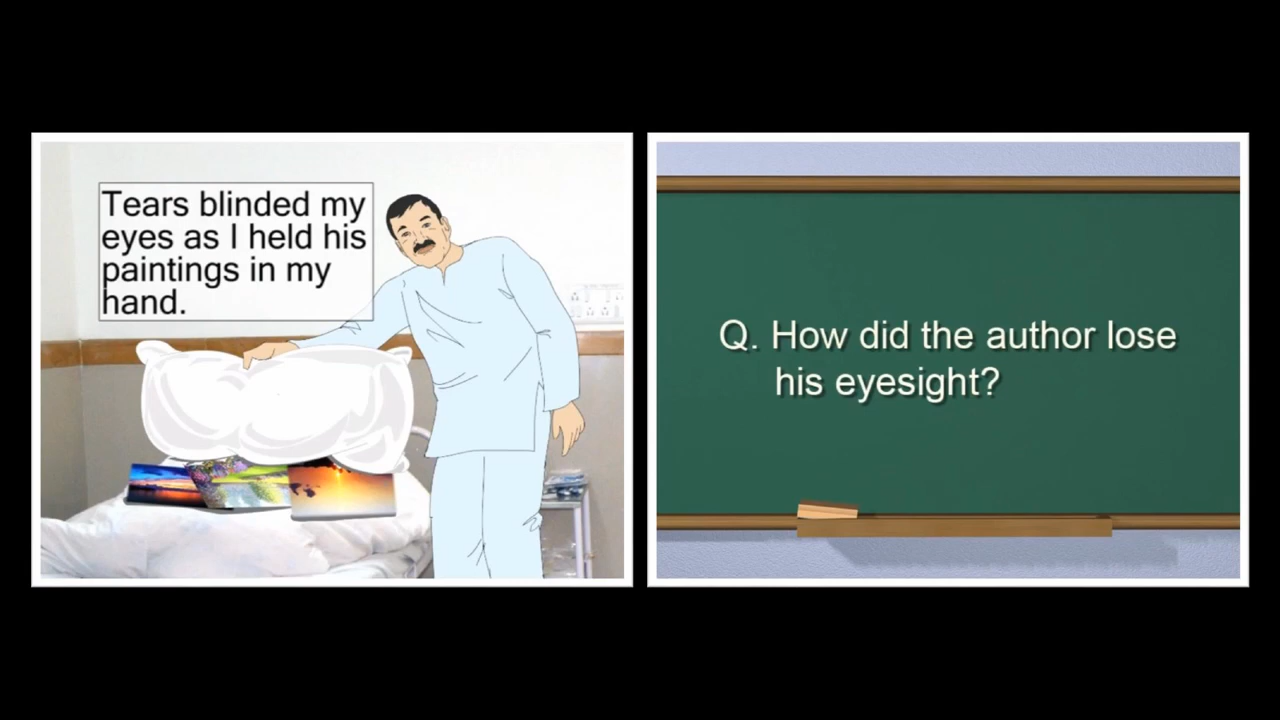 Tears blinded my
eyes as I held his
paintings in my
hand.
Q. How did the author lose
his eyesight?